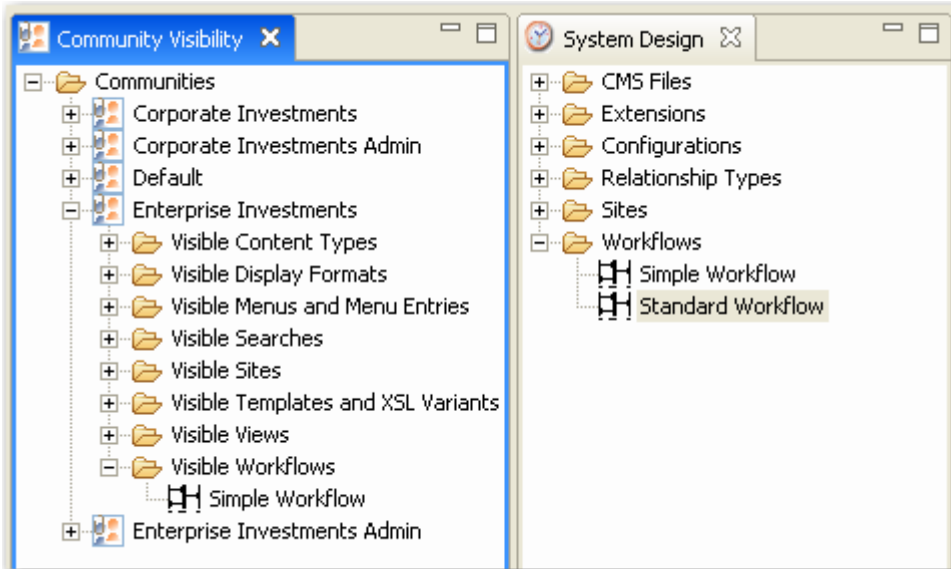 Community Visibility
Communities
Corporate Investments
Corporate Investments Admin
Default
Enterprise Investments
Visible Content Types
Visible Display Formats
Visible Menus and Menu Entries
Visible Searches
Visible Sites
Visible Templates and XSL Variants
Visible Views
Visible Workflows
Simple Workflow
Enterprise Investments Admin
System Design
CMS Files
Extensions
Configurations
Relationship Types
Sites
Workflows
Simple Workflow
Standard Workflow